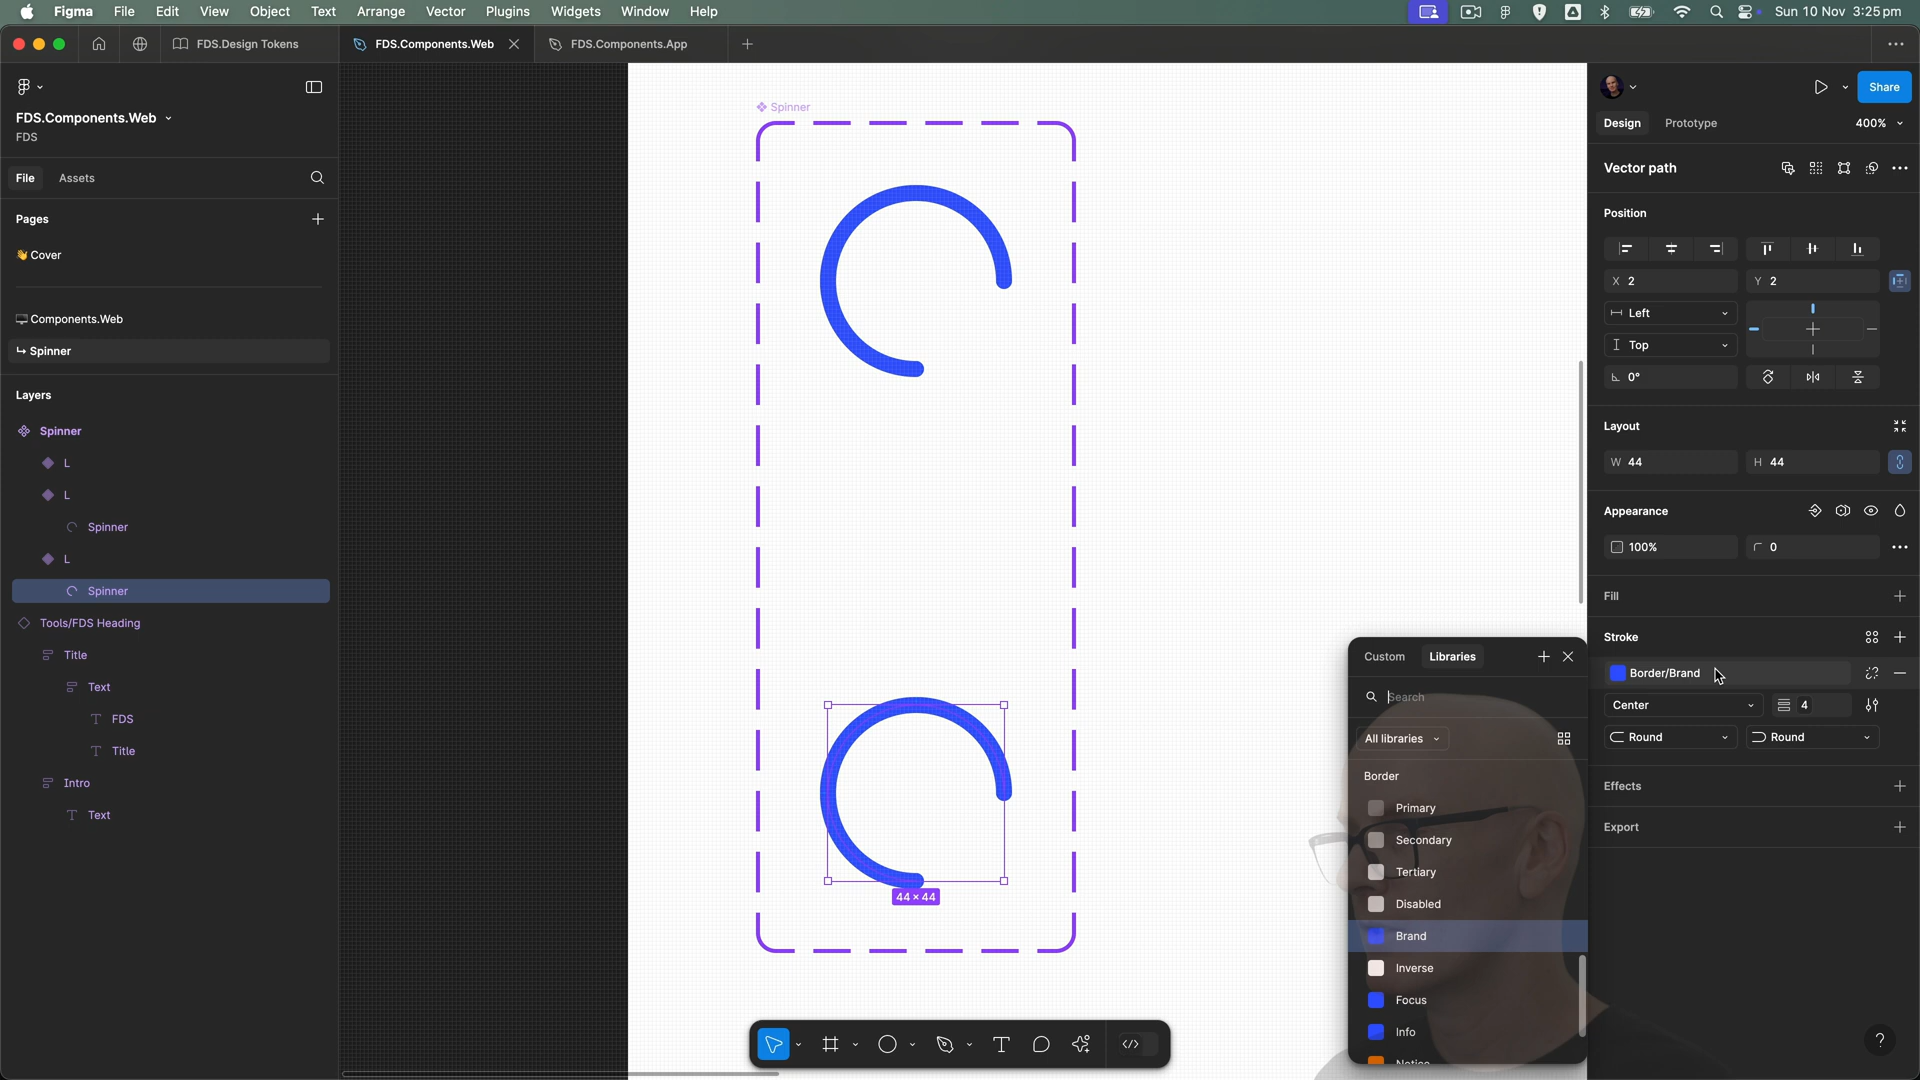 Figma File Edit View Object Text Arrange Vector Plugins Widgets Window Help
Sun 10 Nov 3:25 pm
FDS.Design Tokens
FDS.Components.Web
FDS.Components.App
FDS.Components.Web
FDS
File
Assets
Pages
👋 Cover
🖥️ Components.Web
↳ Spinner
Layers
Spinner
L
L
Spinner
L
Spinner
Tools/FDS Heading
Title
Text
FDS
Title
Intro
Text
Spinner
44 × 44
Custom
Libraries
Search
All libraries
Border
Primary
Secondary
Tertiary
Disabled
Brand
Inverse
Focus
Info
Notice
Share
Design
Prototype
400%
Vector path
Position
X 2
Y 2
Left
Top
0°
Layout
W 44
H 44
Appearance
100%
0
Fill
Stroke
Border/Brand
Center
4
Round
Round
Effects
Export
?